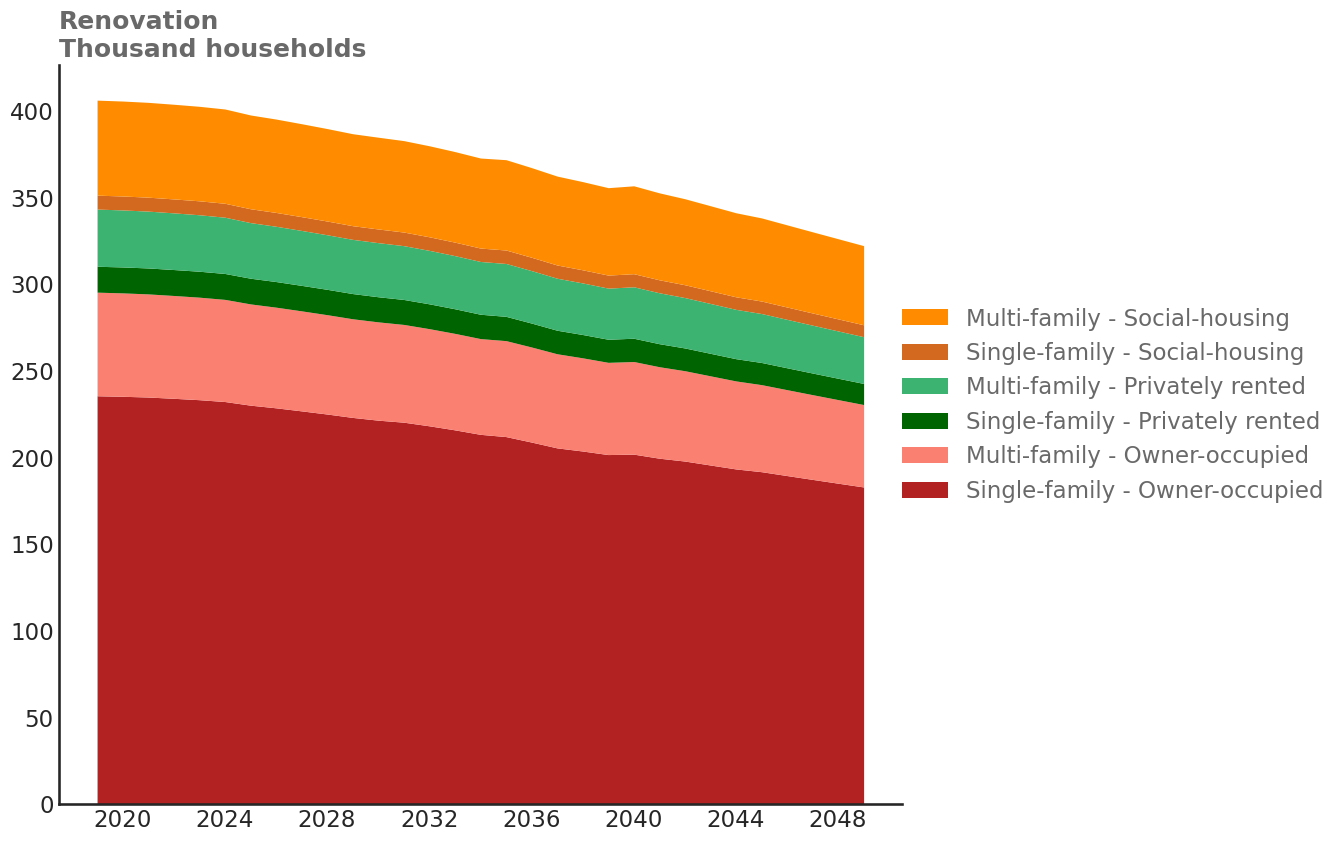 Renovation
Thousand households
400
350
300
250
200
150
100
50
0
2020 2024 2028 2032 2036 2040 2044 2048
Multi-family - Social-housing
Single-family - Social-housing
Multi-family - Privately rented
Single-family - Privately rented
Multi-family - Owner-occupied
Single-family - Owner-occupied